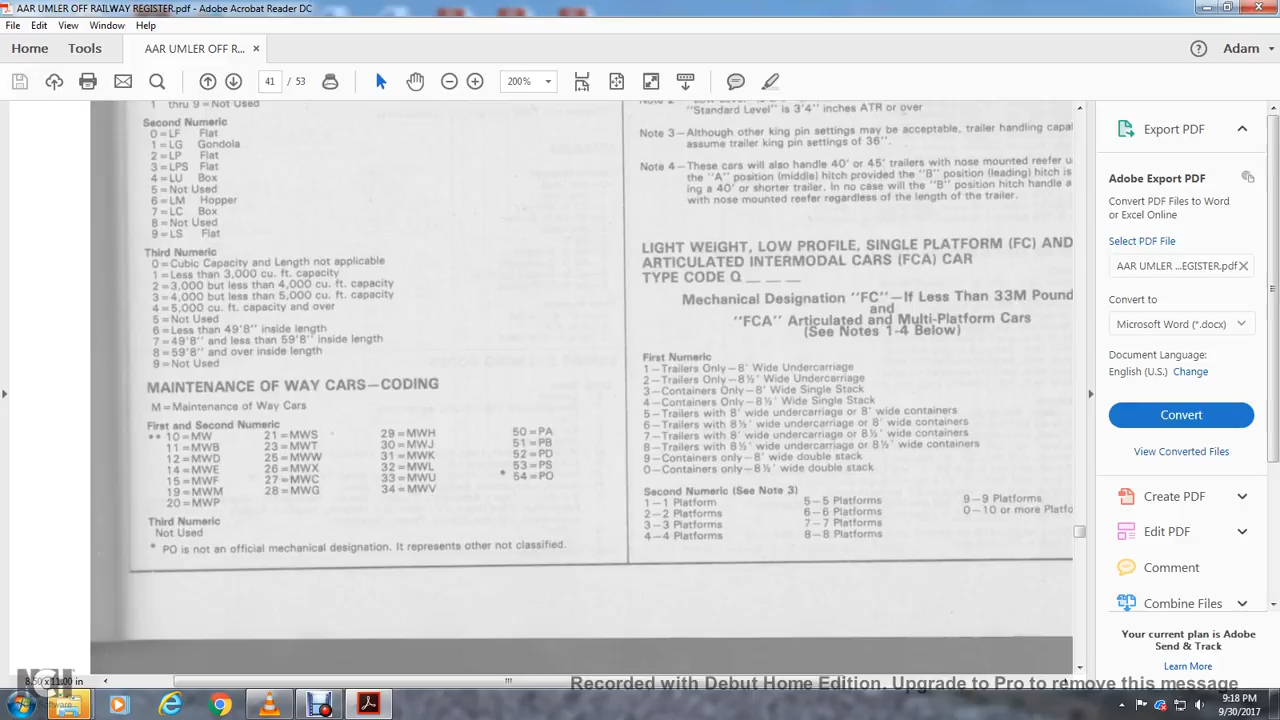 AAR UMLER OFF RAILWAY REGISTER.pdf - Adobe Acrobat Reader DC
File Edit View Window Help
Home Tools AAR UMLER OFF R... × Adam
41 / 53 200%
1 thru 9 = Not Used
Second Numeric
0 = LF Flat
1 = LG Gondola
2 = LP Flat
3 = LPS Flat
4 = LU Box
5 = Not Used
6 = LM Hopper
7 = LC Box
8 = Not Used
9 = LS Flat
Third Numeric
0 = Cubic Capacity and Length not applicable
1 = Less than 3,000 cu. ft. capacity
2 = 3,000 but less than 4,000 cu. ft. capacity
3 = 4,000 but less than 5,000 cu. ft. capacity
4 = 5,000 cu. ft. capacity and over
5 = Not Used
6 = Less than 49'8" inside length
7 = 49'8" and less than 59'8" inside length
8 = 59'8" and over inside length
9 = Not Used
MAINTENANCE OF WAY CARS—CODING
M = Maintenance of Way Cars
First and Second Numeric
** 10 = MW 21 = MWS 29 = MWH 50 = PA
11 = MWB 23 = MWT 30 = MWJ 51 = PB
12 = MWD 25 = MWW 31 = MWK 52 = PD
14 = MWE 26 = MWX 32 = MWL 53 = PS
15 = MWF 27 = MWC 33 = MWU * 54 = PO
19 = MWM 28 = MWG 34 = MWV
20 = MWP
Third Numeric
Not Used
* PO is not an official mechanical designation. It represents other not classified.
"Standard Level" is 3'4" inches ATR or over
Note 3—Although other king pin settings may be acceptable, trailer handling capa
assume trailer king pin settings of 36".
Note 4—These cars will also handle 40' or 45' trailers with nose mounted reefer u
the "A" position (middle) hitch provided the "B" position (leading) hitch is
ing a 40' or shorter trailer. In no case will the "B" position hitch handle a
with nose mounted reefer regardless of the length of the trailer.
LIGHT WEIGHT, LOW PROFILE, SINGLE PLATFORM (FC) AND
ARTICULATED INTERMODAL CARS (FCA) CAR
TYPE CODE Q _ _ _
Mechanical Designation "FC"—If Less Than 33M Pound
and
"FCA" Articulated and Multi-Platform Cars
(See Notes 1-4 Below)
First Numeric
1—Trailers Only—8' Wide Undercarriage
2—Trailers Only—8½' Wide Undercarriage
3—Containers Only—8' Wide Single Stack
4—Containers Only—8½' Wide Single Stack
5—Trailers with 8' wide undercarriage or 8' wide containers
6—Trailers with 8½' wide undercarriage or 8' wide containers
7—Trailers with 8' wide undercarriage or 8½' wide containers
8—Trailers with 8½' wide undercarriage or 8½' wide containers
9—Containers only—8' wide double stack
0—Containers only—8½' wide double stack
Second Numeric (See Note 3)
1—1 Platform 5—5 Platforms 9—9 Platforms
2—2 Platforms 6—6 Platforms 0—10 or more Platfo
3—3 Platforms 7—7 Platforms
4—4 Platforms 8—8 Platforms
8.50 x 11.00 in
Export PDF
Adobe Export PDF
Convert PDF Files to Word
or Excel Online
Select PDF File
AAR UMLER ...EGISTER.pdf ×
Convert to
Microsoft Word (*.docx)
Document Language:
English (U.S.) Change
Convert
View Converted Files
Create PDF
Edit PDF
Comment
Combine Files
Your current plan is Adobe
Send & Track
Learn More
Recorded with Debut Home Edition. Upgrade to Pro to remove this message
9:18 PM
9/30/2017